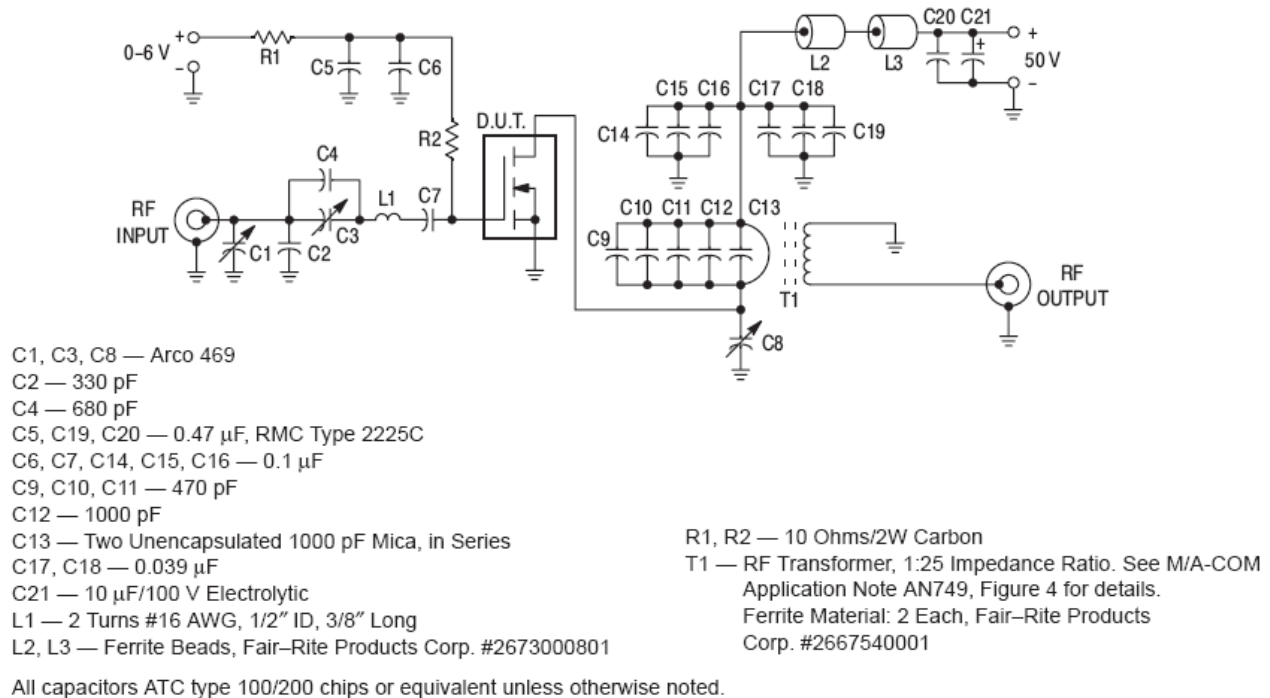 +
0–6 V
–
R1
C5
C6
R2
D.U.T.
C4
L1
C7
C3
RF
INPUT
C1
C2
L2
L3
C20 C21
+
+
50 V
–
C15 C16 C17 C18
C14
C19
C10 C11 C12 C13
C9
T1
C8
RF
OUTPUT
C1, C3, C8 — Arco 469
C2 — 330 pF
C4 — 680 pF
C5, C19, C20 — 0.47 μF, RMC Type 2225C
C6, C7, C14, C15, C16 — 0.1 μF
C9, C10, C11 — 470 pF
C12 — 1000 pF
C13 — Two Unencapsulated 1000 pF Mica, in Series
C17, C18 — 0.039 μF
C21 — 10 μF/100 V Electrolytic
L1 — 2 Turns #16 AWG, 1/2″ ID, 3/8″ Long
L2, L3 — Ferrite Beads, Fair–Rite Products Corp. #2673000801
R1, R2 — 10 Ohms/2W Carbon
T1 — RF Transformer, 1:25 Impedance Ratio. See M/A-COM
Application Note AN749, Figure 4 for details.
Ferrite Material: 2 Each, Fair–Rite Products
Corp. #2667540001
All capacitors ATC type 100/200 chips or equivalent unless otherwise noted.